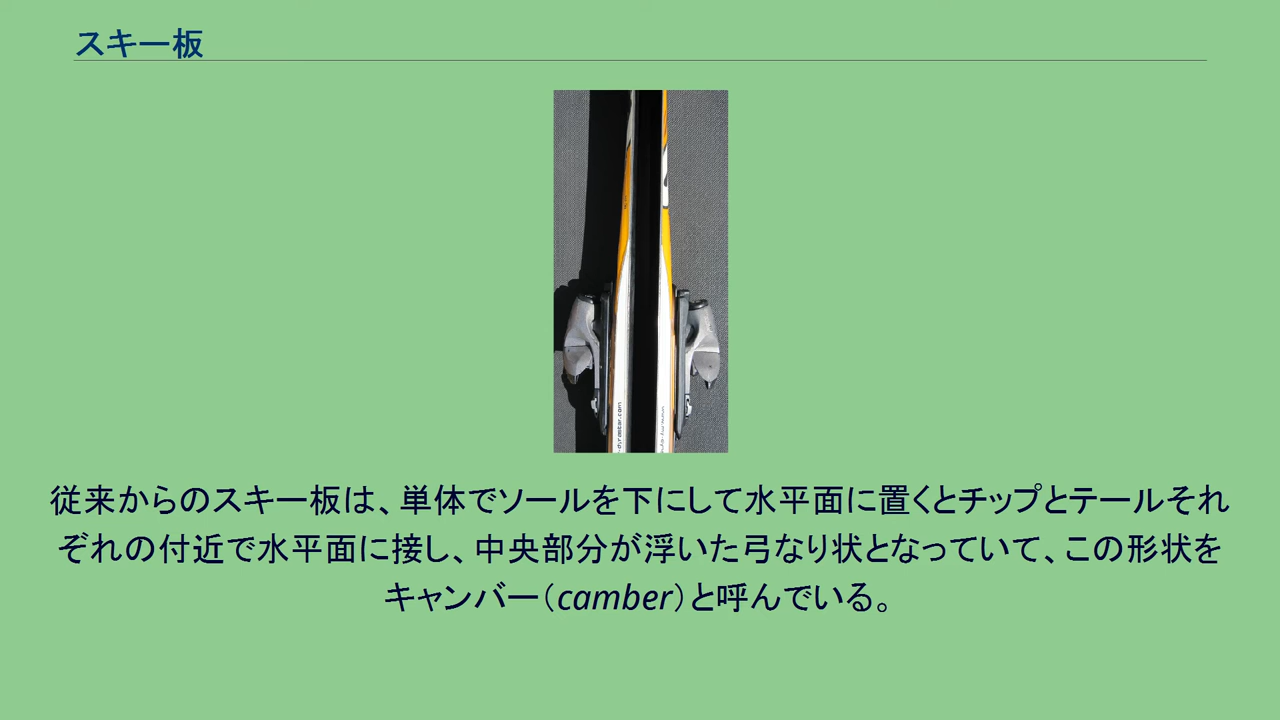 スキー板
dynastar.com
従来からのスキー板は、単体でソールを下にして水平面に置くとチップとテールそれ
ぞれの付近で水平面に接し、中央部分が浮いた弓なり状となっていて、この形状を
キャンバー（camber）と呼んでいる。